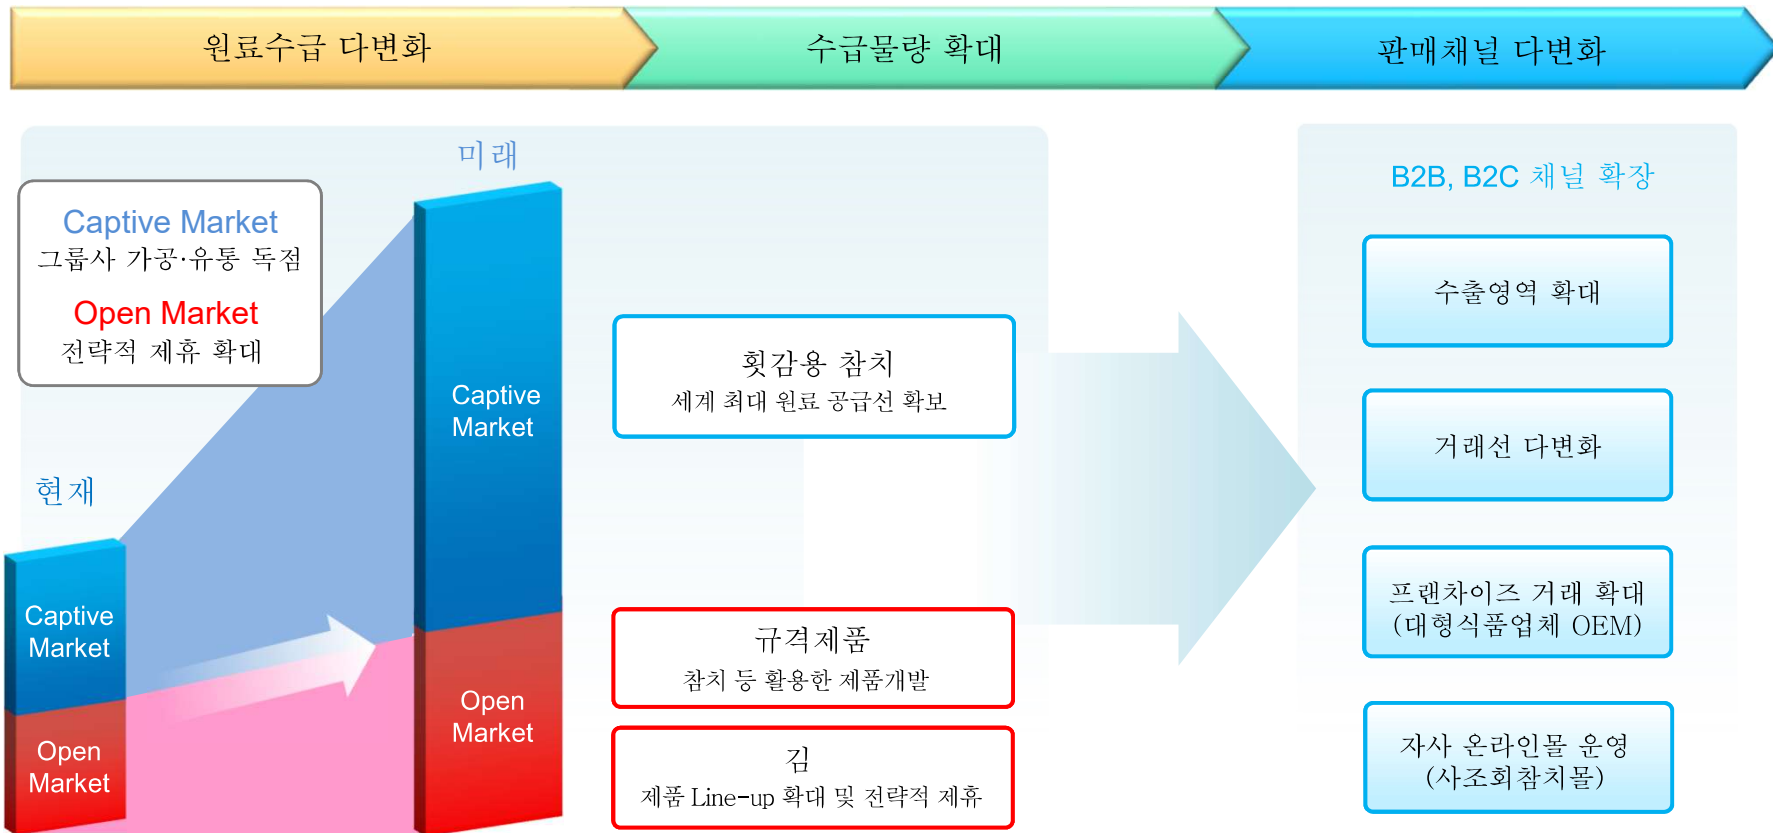 원료수급 다변화
수급물량 확대
판매채널 다변화
미래
Captive Market
그룹사 가공·유통 독점
Open Market
전략적 제휴 확대
현재
Captive
Market
Open
Market
Captive
Market
Open
Market
횟감용 참치
세계 최대 원료 공급선 확보
규격제품
참치 등 활용한 제품개발
김
제품 Line-up 확대 및 전략적 제휴
B2B, B2C 채널 확장
수출영역 확대
거래선 다변화
프랜차이즈 거래 확대
(대형식품업체 OEM)
자사 온라인몰 운영
(사조회참치몰)